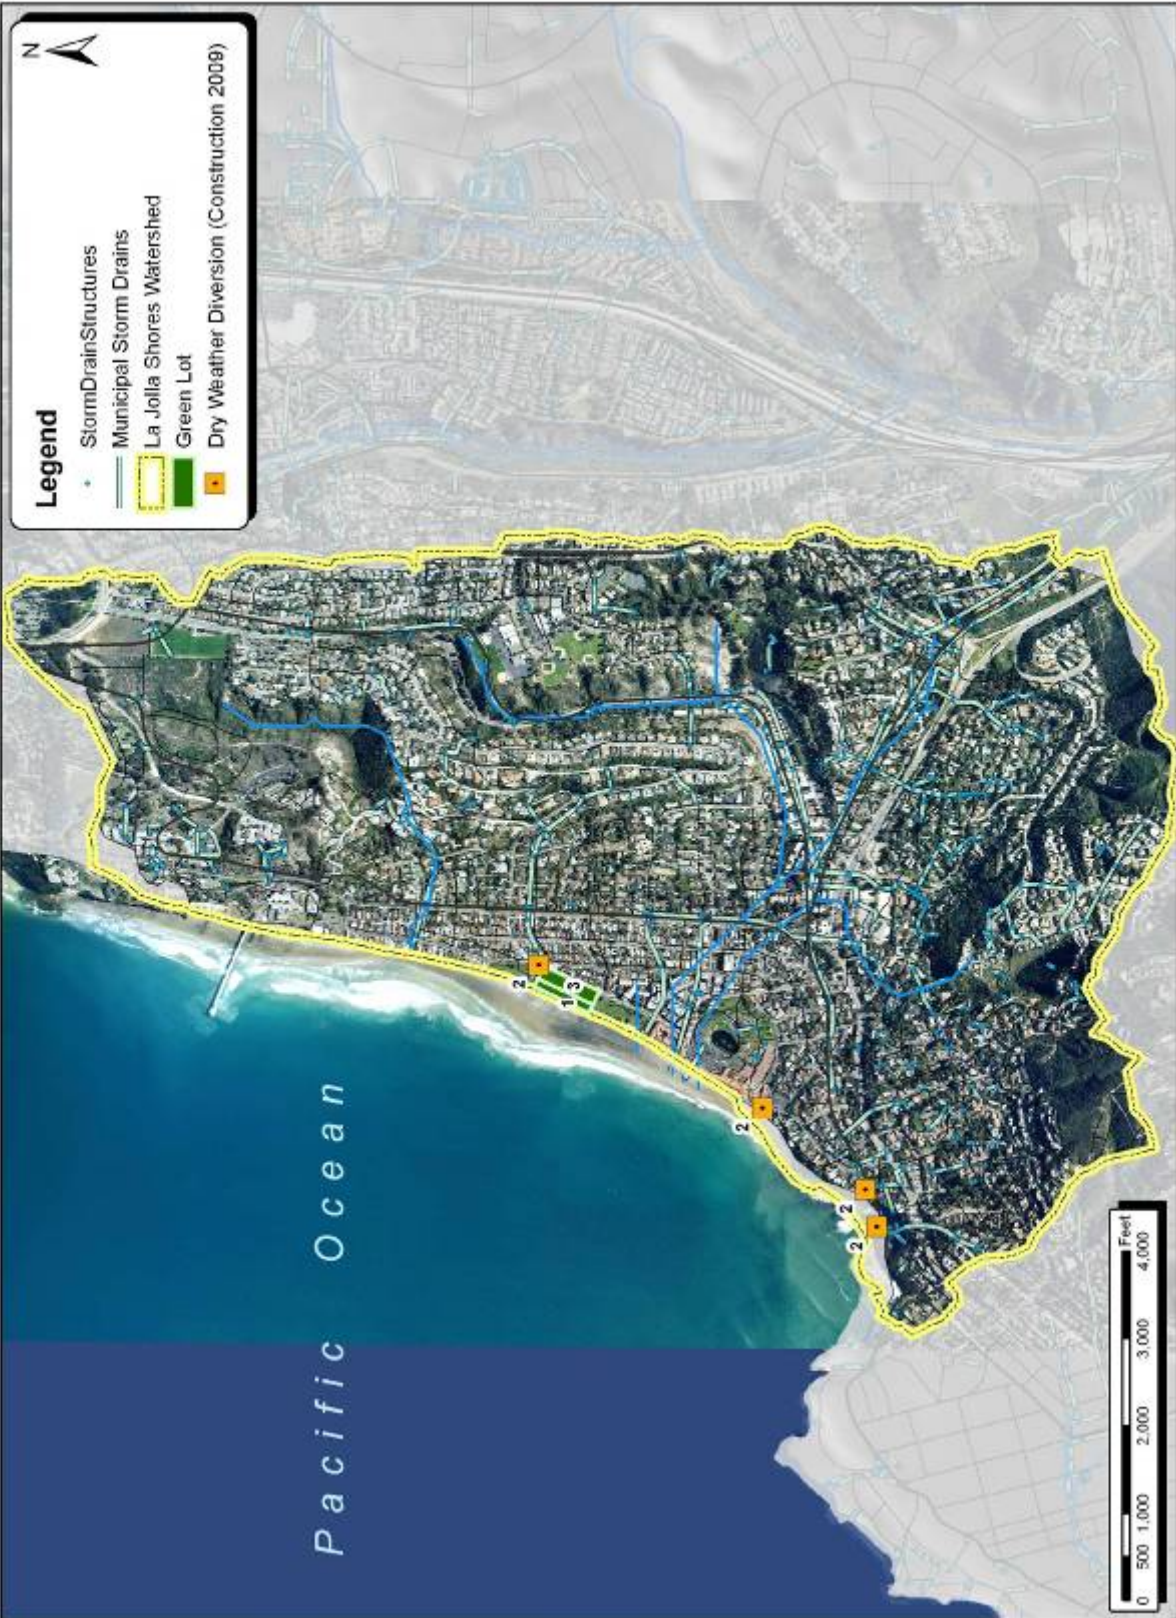 N
Legend
StormDrainStructures
Municipal Storm Drains
La Jolla Shores Watershed
Green Lot
Dry Weather Diversion (Construction 2009)
Pacific Ocean
2
1
3
2
2
2
Feet
0 500 1,000 2,000 3,000 4,000